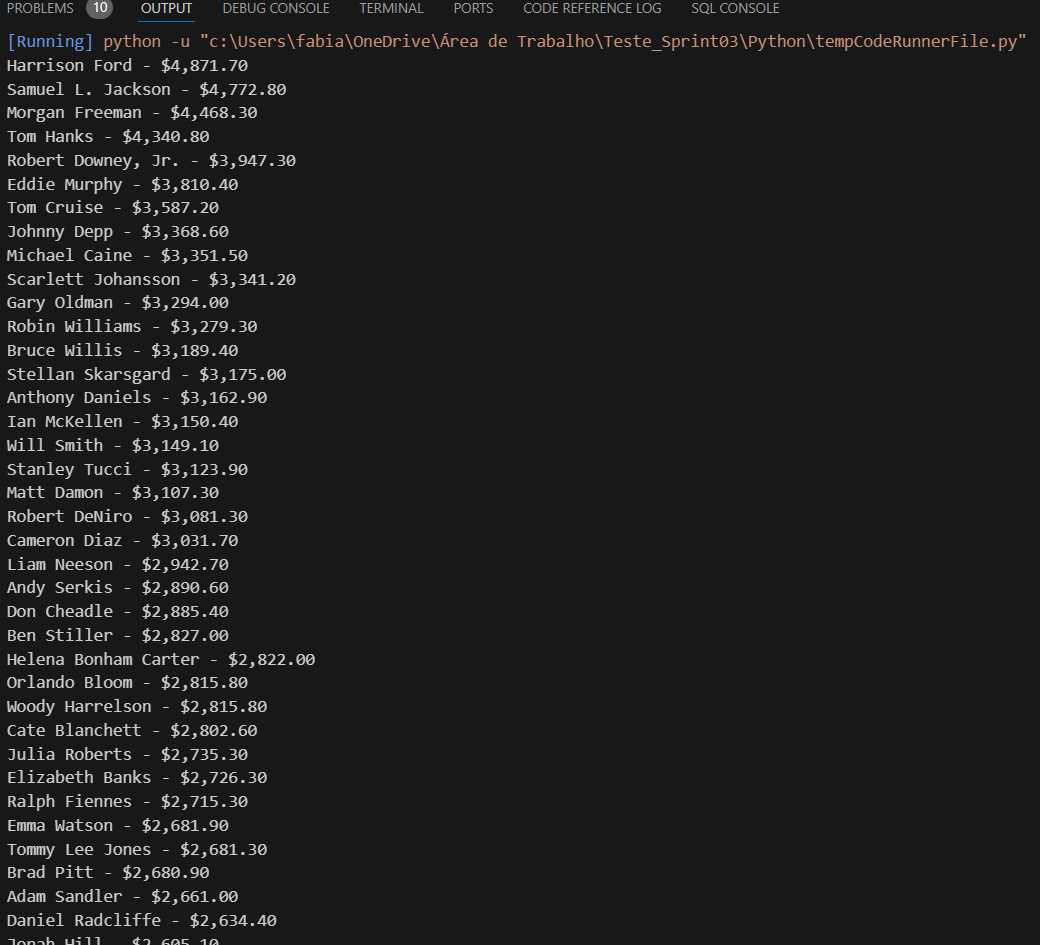 PROBLEMS 10 OUTPUT DEBUG CONSOLE TERMINAL PORTS CODE REFERENCE LOG SQL CONSOLE
[Running] python -u "c:\Users\fabia\OneDrive\Área de Trabalho\Teste_Sprint03\Python\tempCodeRunnerFile.py"
Harrison Ford - $4,871.70
Samuel L. Jackson - $4,772.80
Morgan Freeman - $4,468.30
Tom Hanks - $4,340.80
Robert Downey, Jr. - $3,947.30
Eddie Murphy - $3,810.40
Tom Cruise - $3,587.20
Johnny Depp - $3,368.60
Michael Caine - $3,351.50
Scarlett Johansson - $3,341.20
Gary Oldman - $3,294.00
Robin Williams - $3,279.30
Bruce Willis - $3,189.40
Stellan Skarsgard - $3,175.00
Anthony Daniels - $3,162.90
Ian McKellen - $3,150.40
Will Smith - $3,149.10
Stanley Tucci - $3,123.90
Matt Damon - $3,107.30
Robert DeNiro - $3,081.30
Cameron Diaz - $3,031.70
Liam Neeson - $2,942.70
Andy Serkis - $2,890.60
Don Cheadle - $2,885.40
Ben Stiller - $2,827.00
Helena Bonham Carter - $2,822.00
Orlando Bloom - $2,815.80
Woody Harrelson - $2,815.80
Cate Blanchett - $2,802.60
Julia Roberts - $2,735.30
Elizabeth Banks - $2,726.30
Ralph Fiennes - $2,715.30
Emma Watson - $2,681.90
Tommy Lee Jones - $2,681.30
Brad Pitt - $2,680.90
Adam Sandler - $2,661.00
Daniel Radcliffe - $2,634.40
Jonah Hill - $2,605.10